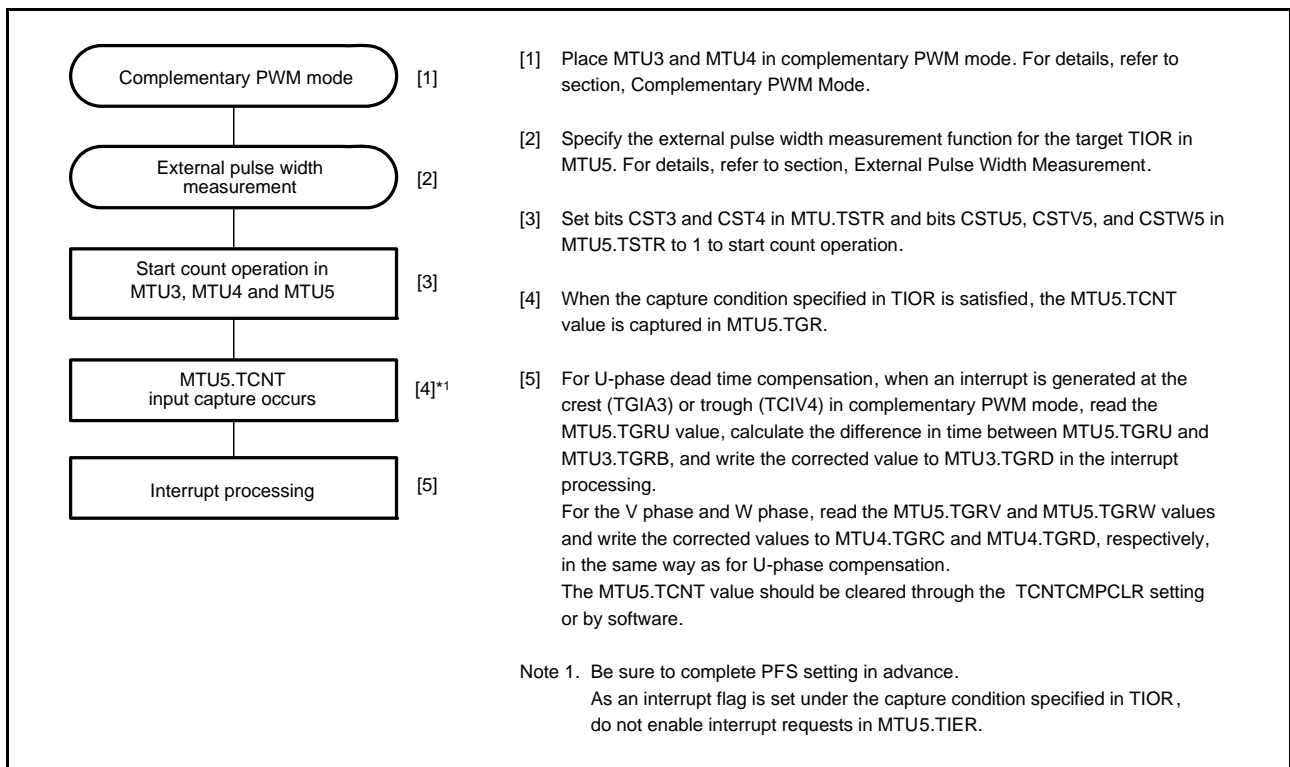 Complementary PWM mode [1]
External pulse width
measurement [2]
Start count operation in
MTU3, MTU4 and MTU5 [3]
MTU5.TCNT
input capture occurs [4]*1
Interrupt processing [5]
[1] Place MTU3 and MTU4 in complementary PWM mode. For details, refer to
section, Complementary PWM Mode.
[2] Specify the external pulse width measurement function for the target TIOR in
MTU5. For details, refer to section, External Pulse Width Measurement.
[3] Set bits CST3 and CST4 in MTU.TSTR and bits CSTU5, CSTV5, and CSTW5 in
MTU5.TSTR to 1 to start count operation.
[4] When the capture condition specified in TIOR is satisfied, the MTU5.TCNT
value is captured in MTU5.TGR.
[5] For U-phase dead time compensation, when an interrupt is generated at the
crest (TGIA3) or trough (TCIV4) in complementary PWM mode, read the
MTU5.TGRU value, calculate the difference in time between MTU5.TGRU and
MTU3.TGRB, and write the corrected value to MTU3.TGRD in the interrupt
processing.
For the V phase and W phase, read the MTU5.TGRV and MTU5.TGRW values
and write the corrected values to MTU4.TGRC and MTU4.TGRD, respectively,
in the same way as for U-phase compensation.
The MTU5.TCNT value should be cleared through the TCNTCMPCLR setting
or by software.
Note 1. Be sure to complete PFS setting in advance.
As an interrupt flag is set under the capture condition specified in TIOR,
do not enable interrupt requests in MTU5.TIER.